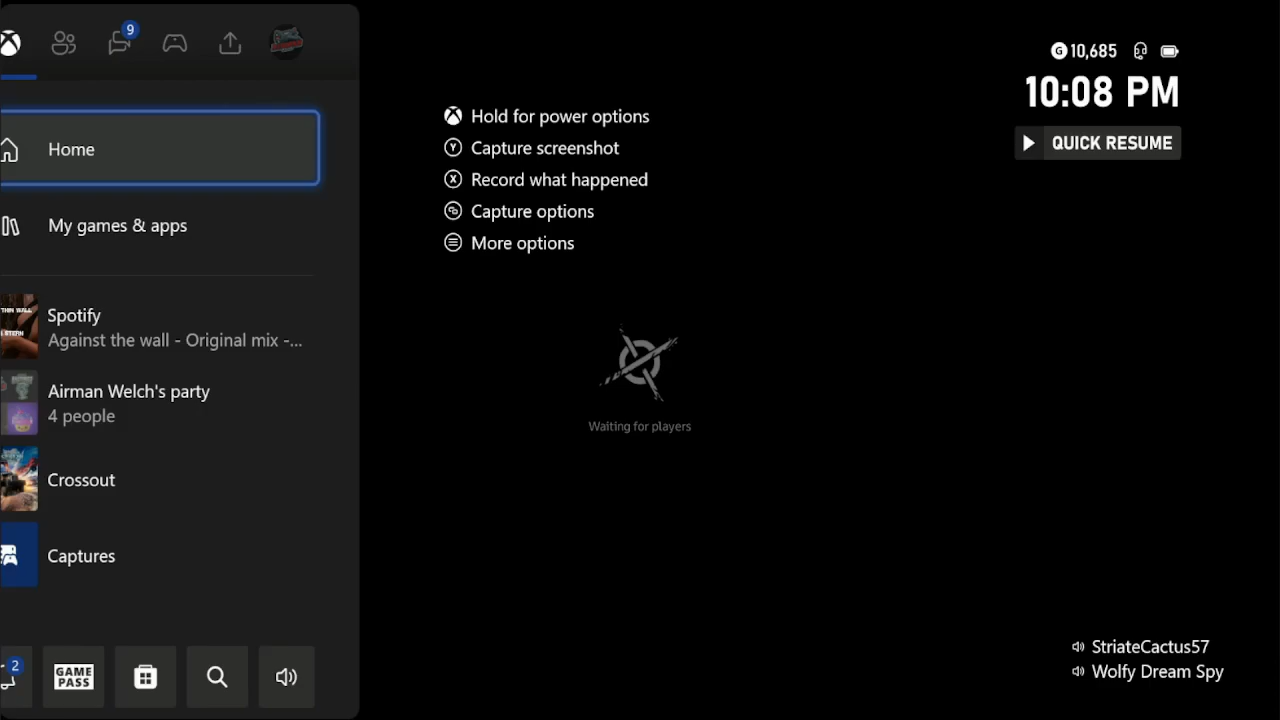 9
Home
My games & apps
Spotify
Against the wall - Original mix -...
Airman Welch's party
4 people
Crossout
Captures
2
GAME
PASS
Hold for power options
Y Capture screenshot
X Record what happened
Capture options
More options
Waiting for players
G 10,685
10:08 PM
QUICK RESUME
StriateCactus57
Wolfy Dream Spy